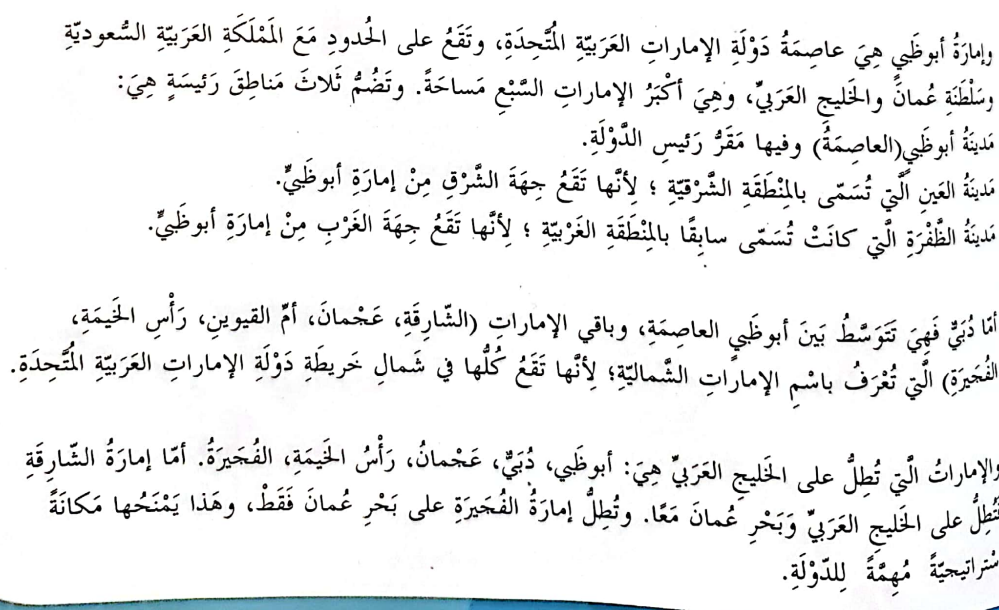 وإمارَةُ أبوظَبي هِيَ عاصِمَةُ دَوْلَةِ الإماراتِ العَرَبيّةِ المُتَّحِدَةِ، وتَقَعُ على الحُدودِ مَعَ المَمْلَكَةِ العَرَبيّةِ السُّعوديّةِ
وسَلْطَنَةِ عُمانَ والخَليجِ العَرَبيِّ، وهِيَ أكْبَرُ الإماراتِ السَّبْعِ مَساحَةً. وتَضُمُّ ثَلاثَ مَناطِقَ رَئيسَةٍ هِيَ:
مَدينَةُ أبوظَبي(العاصِمَةُ) وفيها مَقَرُّ رَئيسِ الدَّوْلَةِ.
مَدينَةُ العَينِ الَّتي تُسَمّى بالمِنْطَقَةِ الشَّرْقيّةِ ؛ لِأنَّها تَقَعُ جِهَةَ الشَّرْقِ مِنْ إمارَةِ أبوظَبيٍّ.
مَدينَةُ الظَّفْرَةِ الَّتي كانَتْ تُسَمّى سابِقًا بالمِنْطَقَةِ الغَرْبيّةِ ؛ لِأنَّها تَقَعُ جِهَةَ الغَرْبِ مِنْ إمارَةِ أبوظَبيٍّ.
أمّا دُبَيٌّ فَهِيَ تَتَوَسَّطُ بَينَ أبوظَبي العاصِمَةِ، وباقي الإماراتِ (الشّارِقَةِ، عَجْمانَ، أمِّ القيوينِ، رَأْسِ الخَيمَةِ،
الفُجَيرَةِ) الَّتي تُعْرَفُ باسْمِ الإماراتِ الشَّماليّةِ؛ لِأنَّها تَقَعُ كُلُّها في شَمالِ خَريطَةِ دَوْلَةِ الإماراتِ العَرَبيّةِ المُتَّحِدَةِ.
والإماراتُ الَّتي تُطِلُّ على الخَليجِ العَرَبيِّ هِيَ: أبوظَبي، دُبَيٌّ، عَجْمانُ، رَأْسُ الخَيمَةِ، الفُجَيرَةُ. أمّا إمارَةُ الشّارِقَةِ
فَتُطِلُّ على الخَليجِ العَرَبيِّ وَبَحْرِ عُمانَ مَعًا. وتُطِلُّ إمارَةُ الفُجَيرَةِ على بَحْرِ عُمانَ فَقَطْ، وهَذا يَمْنَحُها مَكانَةً
سْتراتيجيّةً مُهِمَّةً لِلدّوْلَةِ.